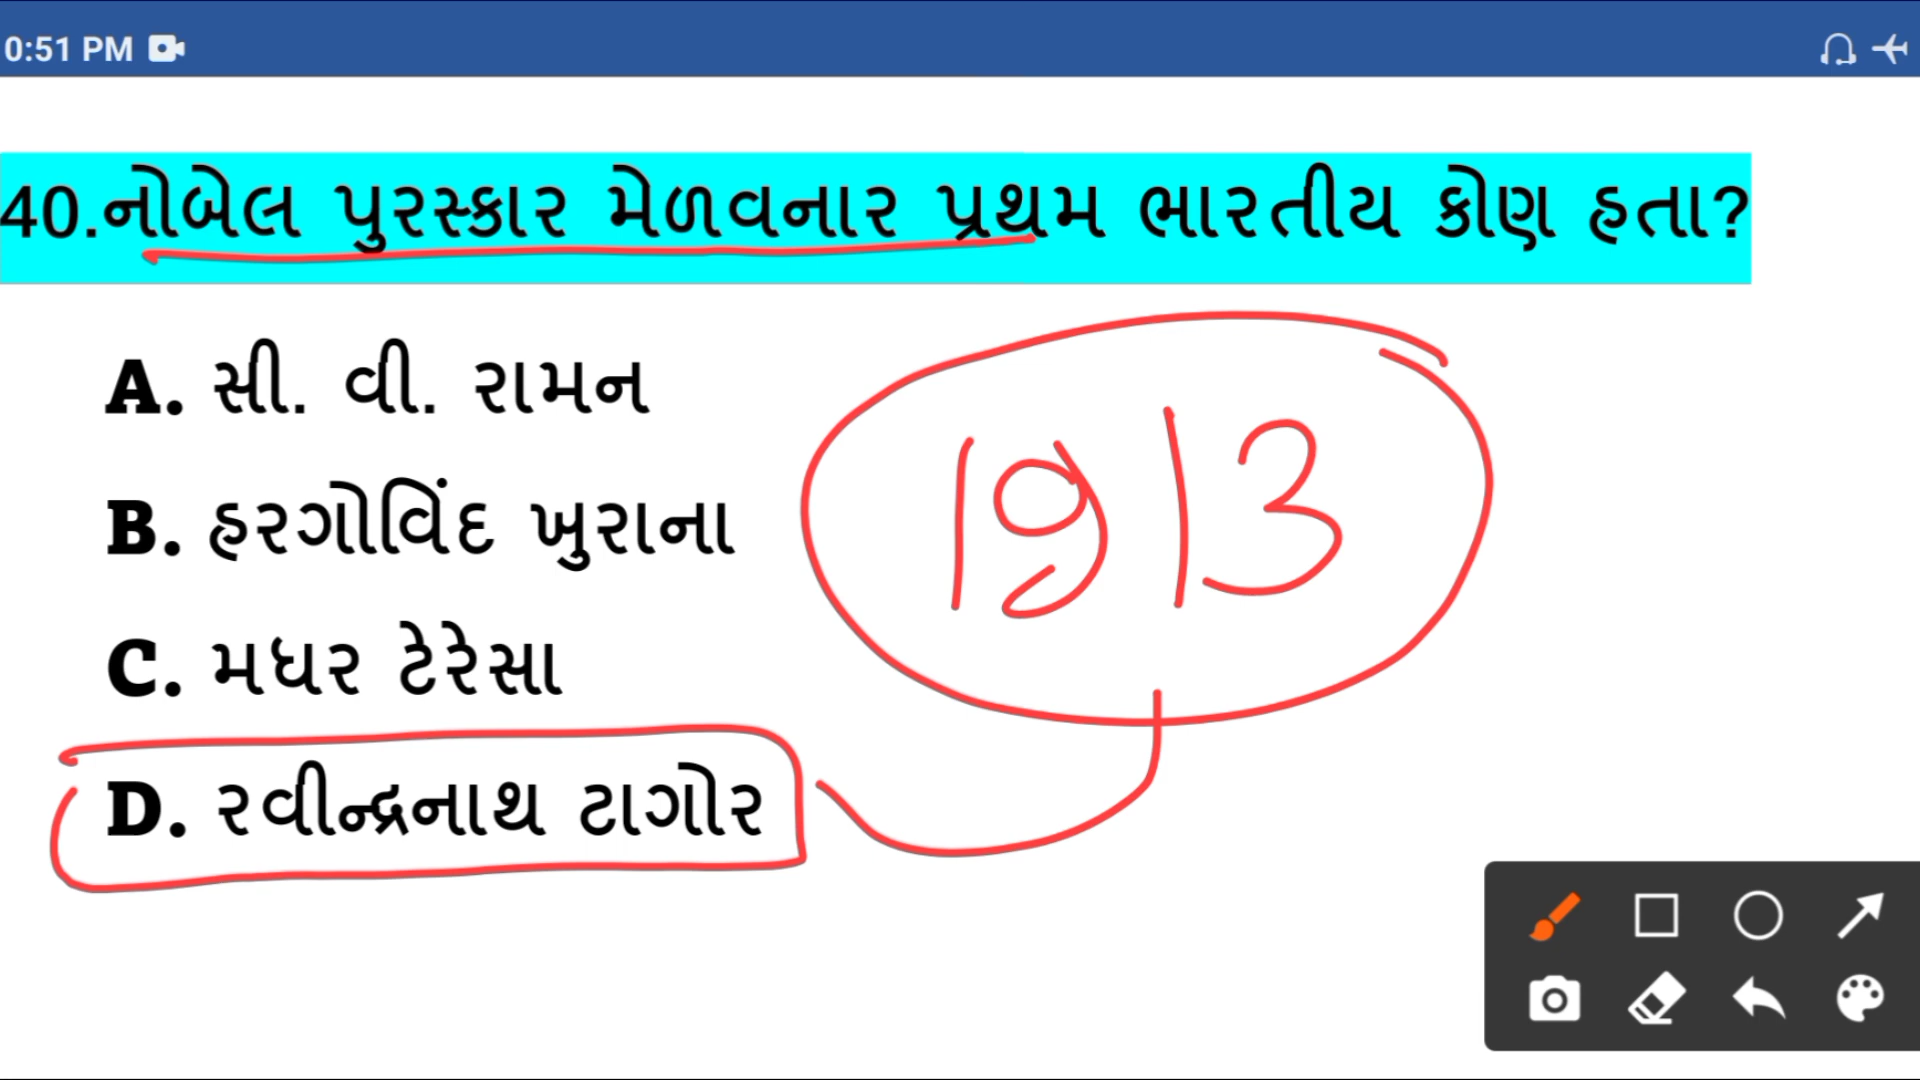 0:51 PM
40.નોબેલ પુરસ્કાર મેળવનાર પ્રથમ ભારતીય કોણ હતા?
A. સી. વી. રામન
B. હરગોવિંદ ખુરાના
C. મધર ટેરેસા
D. રવીન્દ્રનાથ ટાગોર
1913